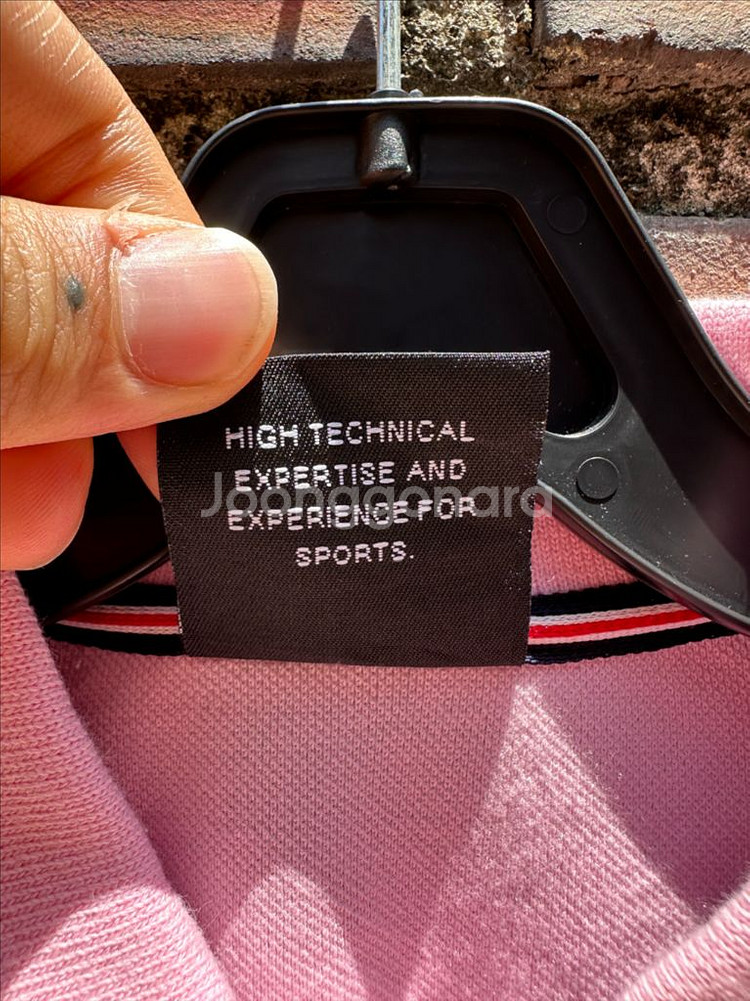 HIGH TECHNICAL
EXPERTISE AND
Joonggonara
EXPERIENCE FOR
SPORTS.